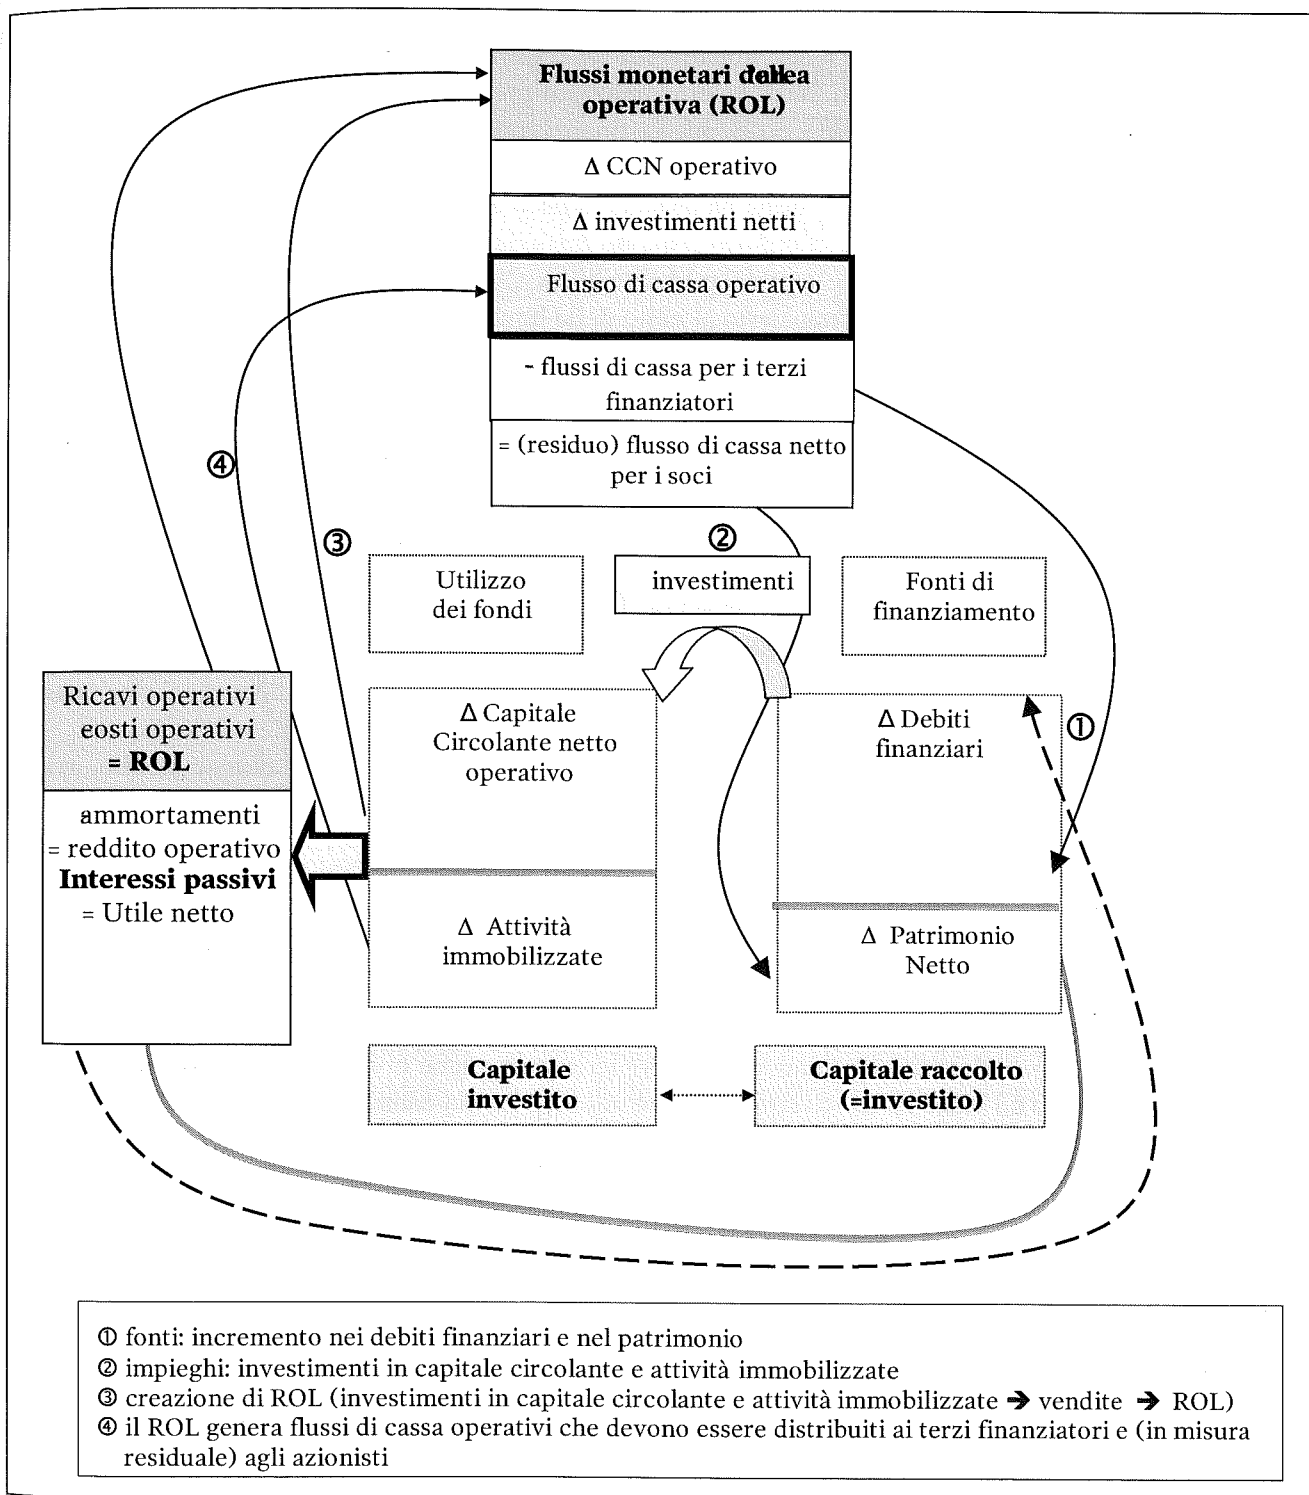 Flussi monetari
operativa (ROL)
Δ CCN operativo
Δ investimenti netti
Flusso di cassa operativo
- flussi di cassa per i terzi
finanziatori
= (residuo) flusso di cassa netto
per i soci
④
③
②
Utilizzo
dei fondi
investimenti
Fonti di
finanziamento
Ricavi operativi
eosti operativi
= ROL
ammortamenti
= reddito operativo
Interessi passivi
= Utile netto
Δ Capitale
Circolante netto
operativo
Δ Attività
immobilizzate
Δ Debiti
finanziari
①
Δ Patrimonio
Netto
Capitale
investito
Capitale raccolto
(=investito)
① fonti: incremento nei debiti finanziari e nel patrimonio
② impieghi: investimenti in capitale circolante e attività immobilizzate
③ creazione di ROL (investimenti in capitale circolante e attività immobilizzate ➔ vendite ➔ ROL)
④ il ROL genera flussi di cassa operativi che devono essere distribuiti ai terzi finanziatori e (in misura
residuale) agli azionisti